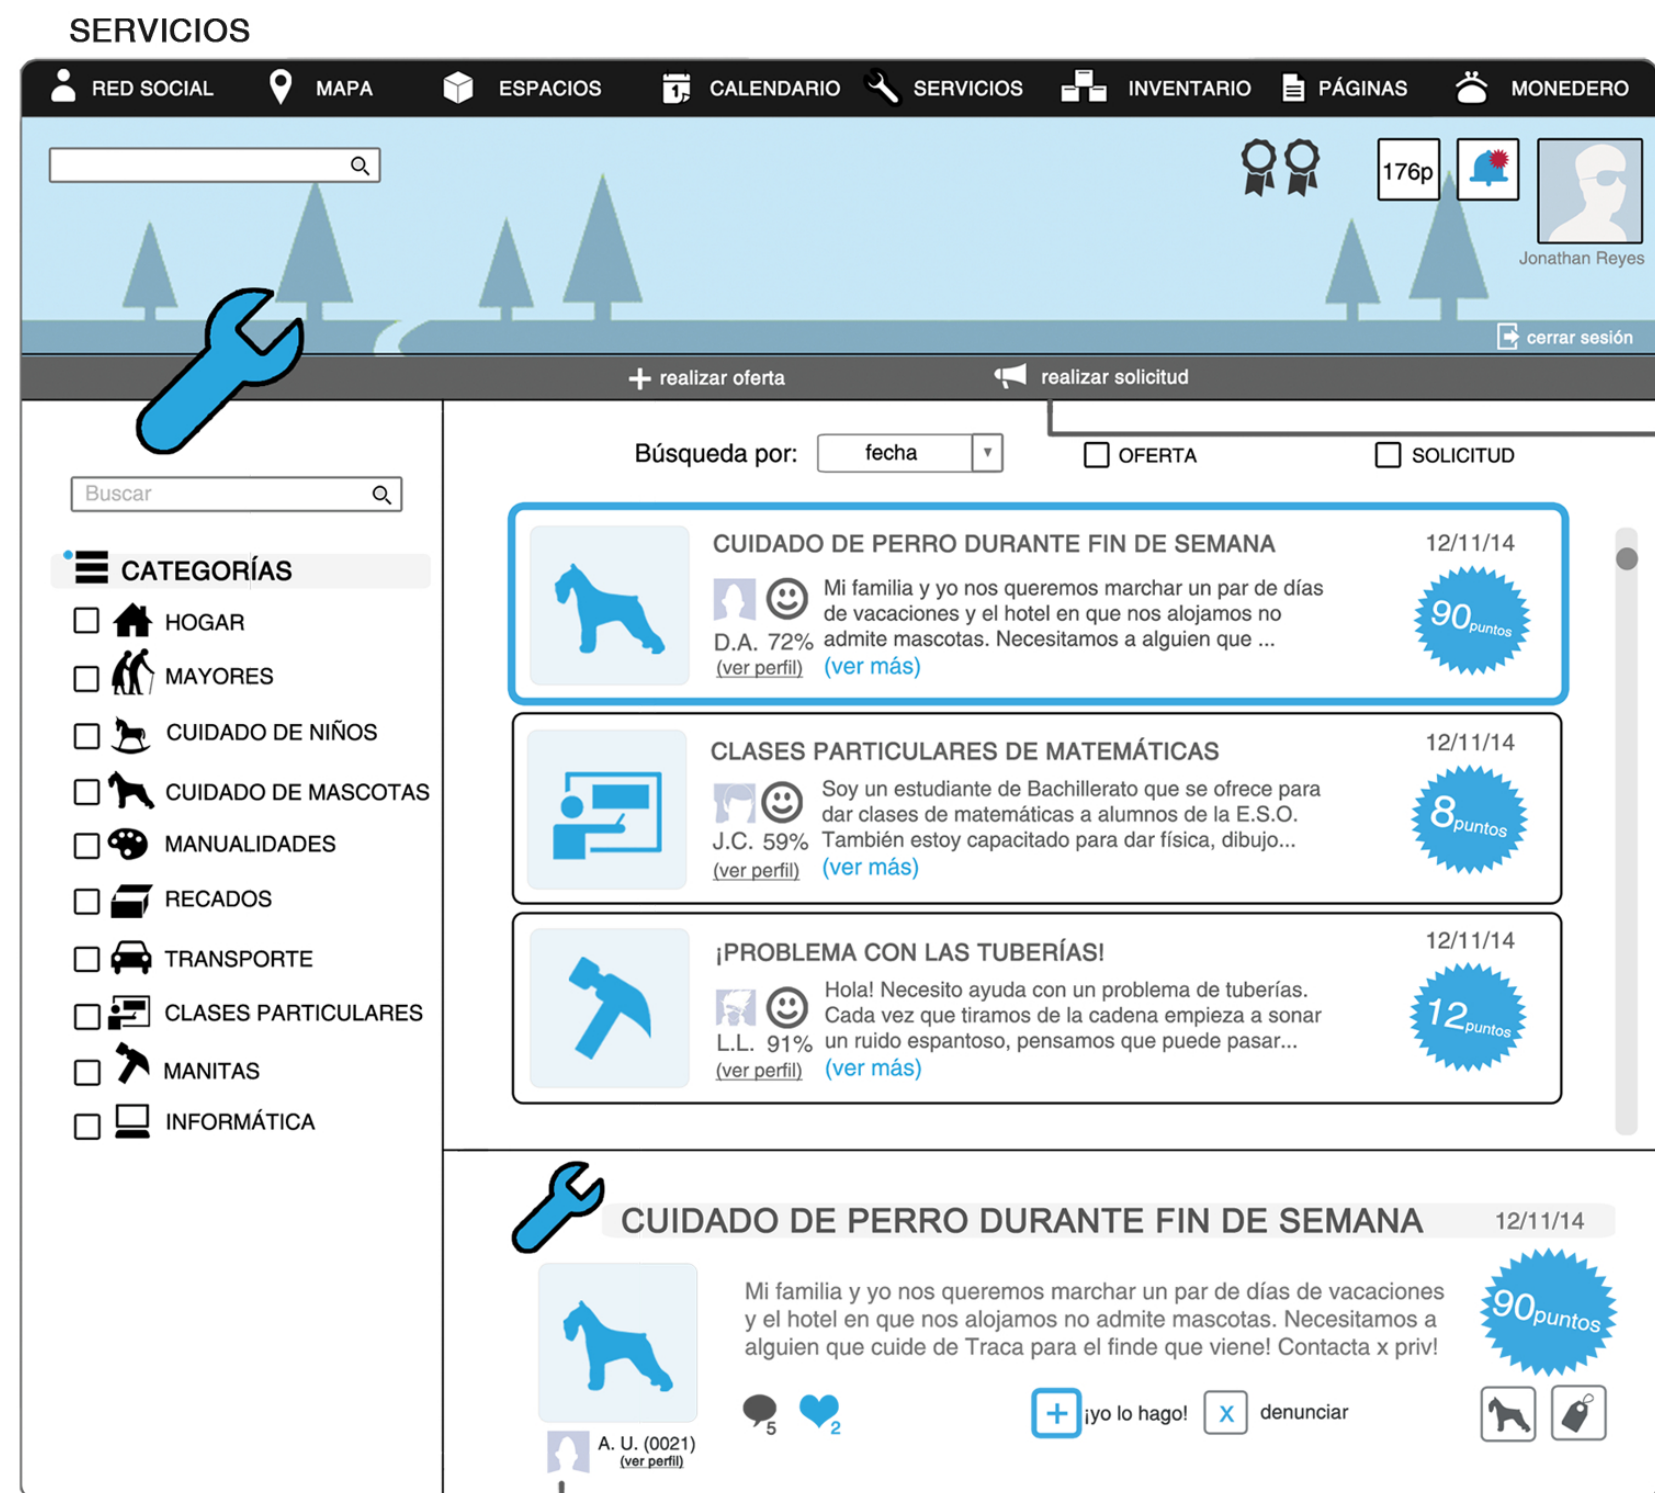 SERVICIOS
RED SOCIAL MAPA ESPACIOS CALENDARIO SERVICIOS INVENTARIO PÁGINAS MONEDERO
1
176p
Jonathan Reyes
cerrar sesión
realizar oferta realizar solicitud
Búsqueda por: fecha OFERTA SOLICITUD
Buscar
CATEGORÍAS
HOGAR
MAYORES
CUIDADO DE NIÑOS
CUIDADO DE MASCOTAS
MANUALIDADES
RECADOS
TRANSPORTE
CLASES PARTICULARES
MANITAS
INFORMÁTICA
CUIDADO DE PERRO DURANTE FIN DE SEMANA 12/11/14
Mi familia y yo nos queremos marchar un par de días
de vacaciones y el hotel en que nos alojamos no
admite mascotas. Necesitamos a alguien que ...
(ver más)
D.A. 72%
(ver perfil)
90puntos
CLASES PARTICULARES DE MATEMÁTICAS 12/11/14
Soy un estudiante de Bachillerato que se ofrece para
dar clases de matemáticas a alumnos de la E.S.O.
También estoy capacitado para dar física, dibujo...
(ver más)
J.C. 59%
(ver perfil)
8puntos
¡PROBLEMA CON LAS TUBERÍAS! 12/11/14
Hola! Necesito ayuda con un problema de tuberías.
Cada vez que tiramos de la cadena empieza a sonar
un ruido espantoso, pensamos que puede pasar...
(ver más)
L.L. 91%
(ver perfil)
12puntos
CUIDADO DE PERRO DURANTE FIN DE SEMANA 12/11/14
Mi familia y yo nos queremos marchar un par de días de vacaciones
y el hotel en que nos alojamos no admite mascotas. Necesitamos a
alguien que cuide de Traca para el finde que viene! Contacta x priv!
90puntos
5 2 + ¡yo lo hago! X denunciar
A. U. (0021)
(ver perfil)